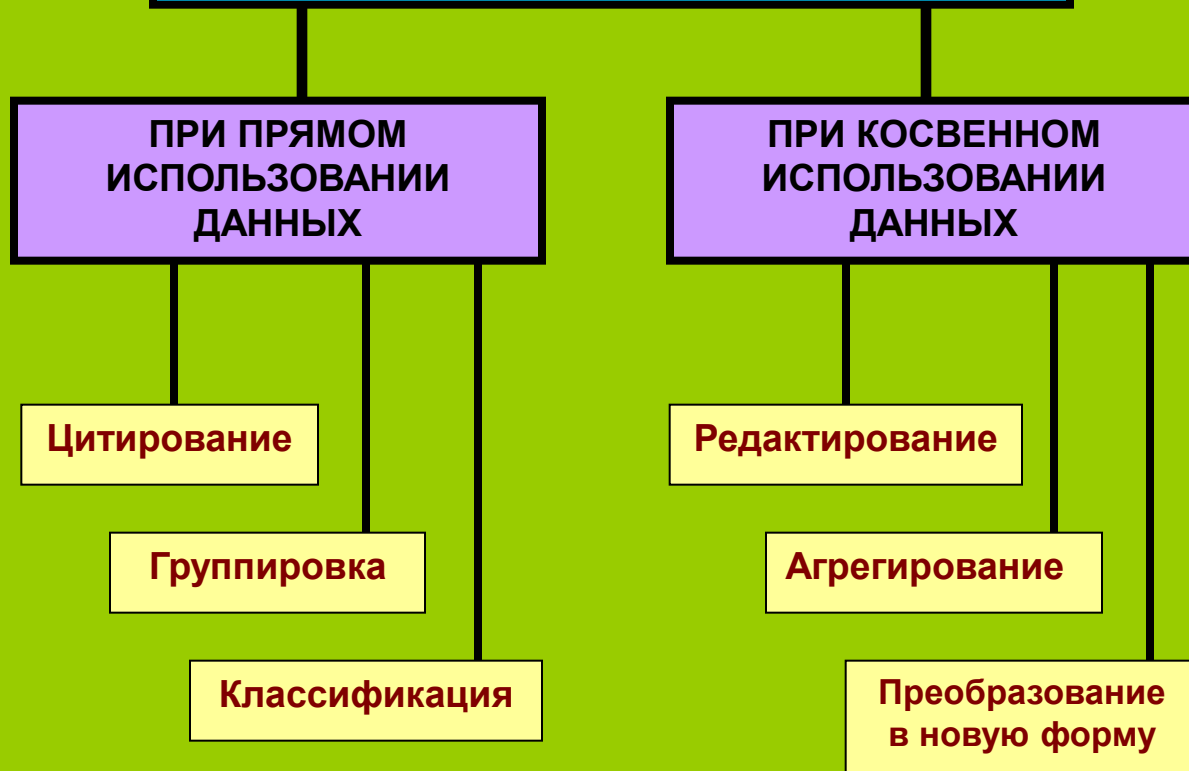 ПРИ ПРЯМОМ
ИСПОЛЬЗОВАНИИ
ДАННЫХ
ПРИ КОСВЕННОМ
ИСПОЛЬЗОВАНИИ
ДАННЫХ
Цитирование
Редактирование
Группировка
Агрегирование
Классификация
Преобразование
в новую форму